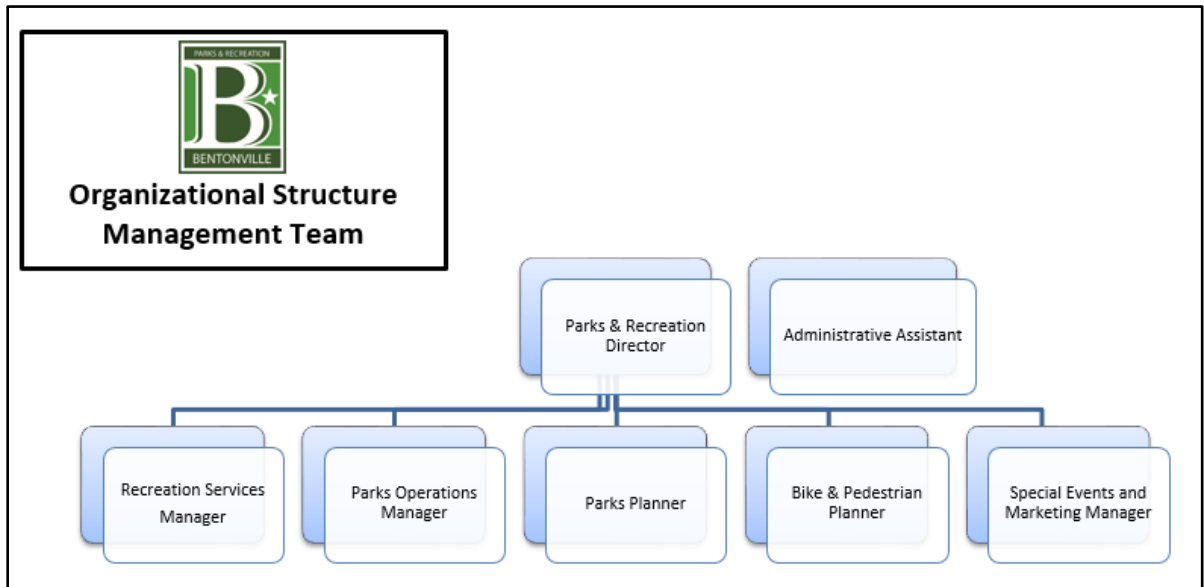 PARKS & RECREATION
B
BENTONVILLE
Organizational Structure
Management Team
Parks & Recreation
Director
Administrative Assistant
Recreation Services
Manager
Parks Operations
Manager
Parks Planner
Bike & Pedestrian
Planner
Special Events and
Marketing Manager